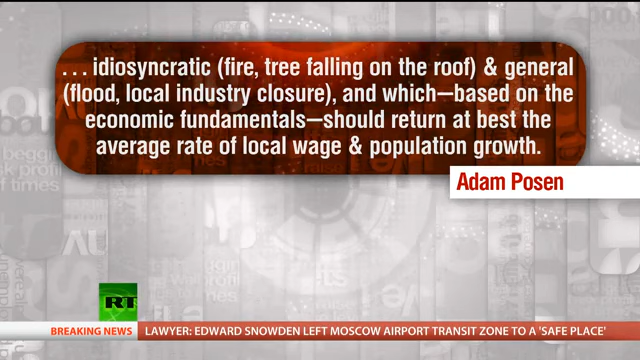 . . . idiosyncratic (fire, tree falling on the roof) & general
(flood, local industry closure), and which—based on the
economic fundamentals—should return at best the
average rate of local wage & population growth.
Adam Posen
RT
BREAKING NEWS LAWYER: EDWARD SNOWDEN LEFT MOSCOW AIRPORT TRANSIT ZONE TO A 'SAFE PLACE'